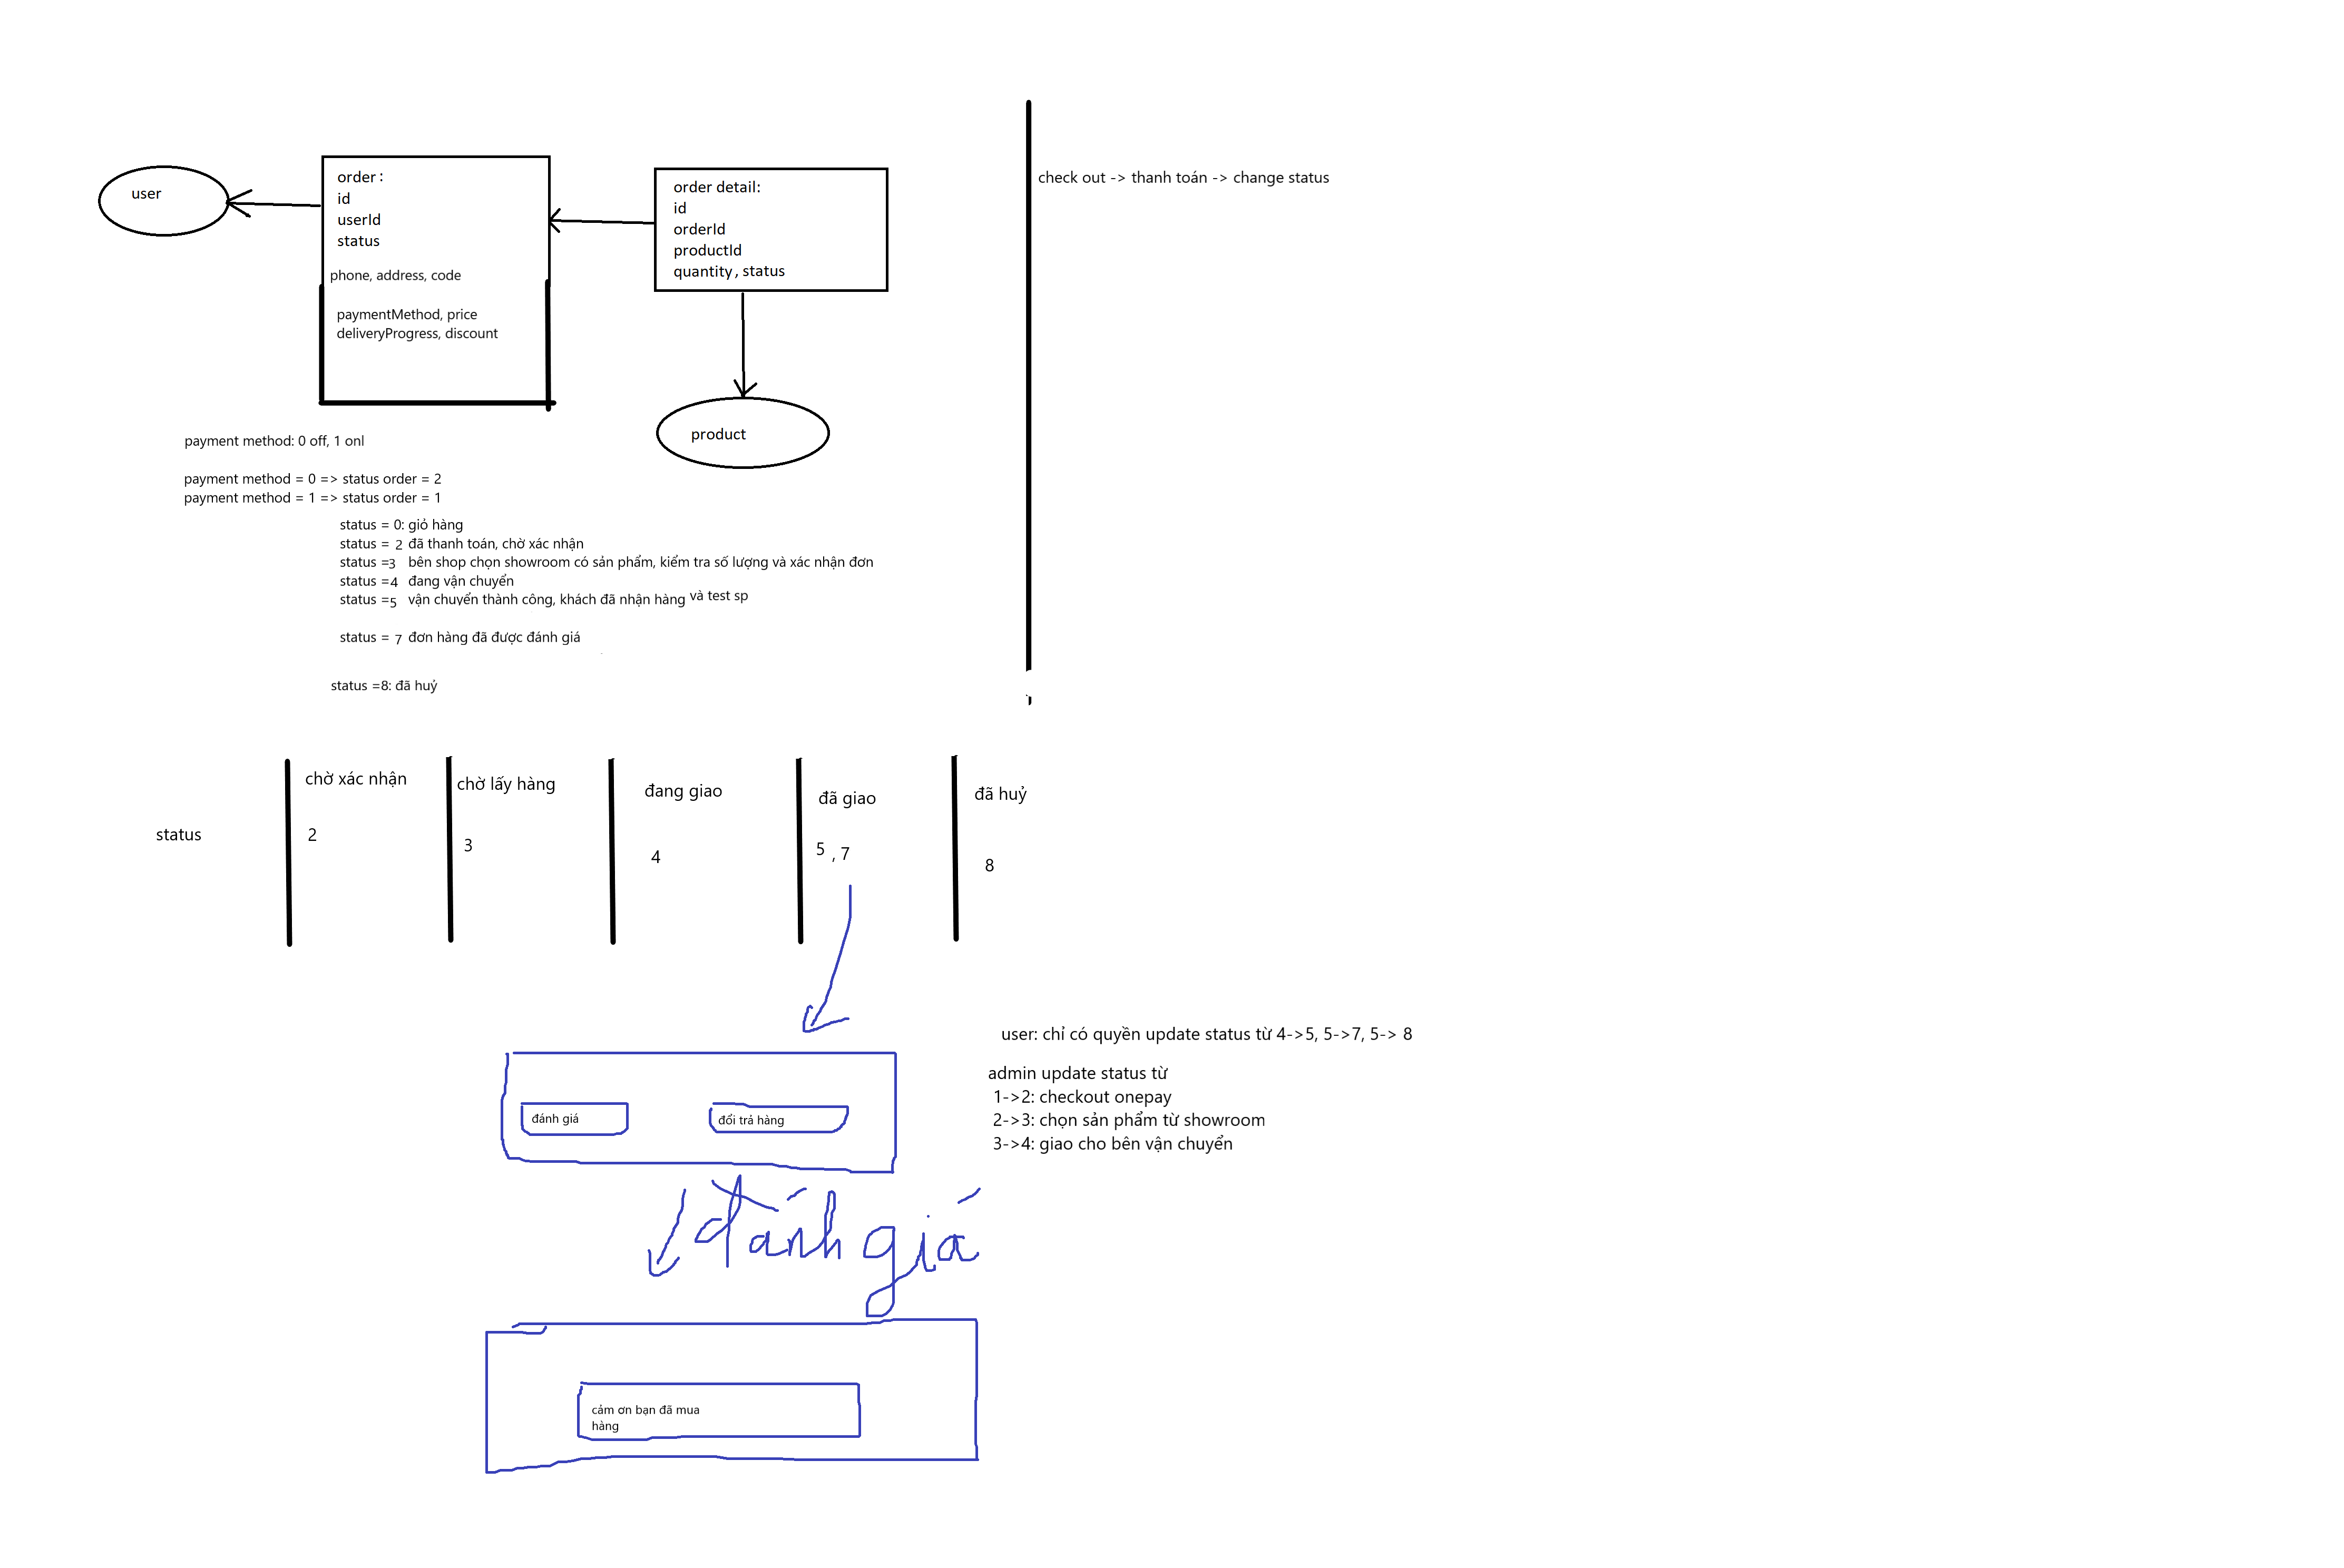 user
order :
id
userId
status
phone, address, code
paymentMethod, price
deliveryProgress, discount
order detail:
id
orderId
productId
quantity, status
product
check out -> thanh toán -> change status
payment method: 0 off, 1 onl
payment method = 0 => status order = 2
payment method = 1 => status order = 1
status = 0: giỏ hàng
status = 2 đã thanh toán, chờ xác nhận
status =3 bên shop chọn showroom có sản phẩm, kiểm tra số lượng và xác nhận đơn
status =4 đang vận chuyển
status =5 vận chuyển thành công, khách đã nhận hàng và test sp
status = 7 đơn hàng đã được đánh giá
status =8: đã huỷ
chờ xác nhận
chờ lấy hàng
đang giao
đã giao
đã huỷ
status
2
3
4
5 , 7
8
user: chỉ có quyền update status từ 4->5, 5->7, 5-> 8
admin update status từ
1->2: checkout onepay
2->3: chọn sản phẩm từ showroom
3->4: giao cho bên vận chuyển
đánh giá
đổi trả hàng
đánh giá
cảm ơn bạn đã mua
hàng